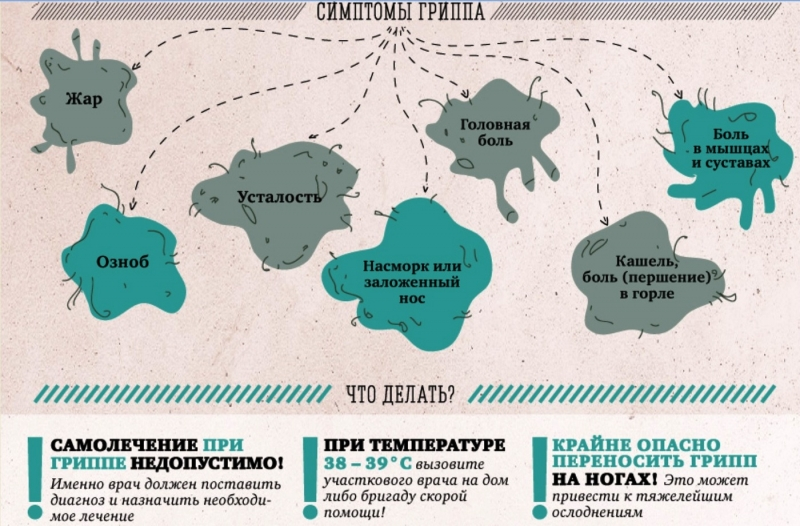 СИМПТОМЫ ГРИППА
Жар
Головная
боль
Боль
в мышцах
и суставах
Усталость
Озноб
Насморк или
заложенный
нос
Кашель,
боль (першение)
в горле
ЧТО ДЕЛАТЬ?
САМОЛЕЧЕНИЕ ПРИ
ГРИППЕ НЕДОПУСТИМО!
Именно врач должен поставить
диагноз и назначить необходи-
мое лечение
ПРИ ТЕМПЕРАТУРЕ
38 – 39°С вызовите
участкового врача на дом
либо бригаду скорой
помощи!
КРАЙНЕ ОПАСНО
ПЕРЕНОСИТЬ ГРИПП
НА НОГАХ! Это может
привести к тяжелейшим
ослоднениям